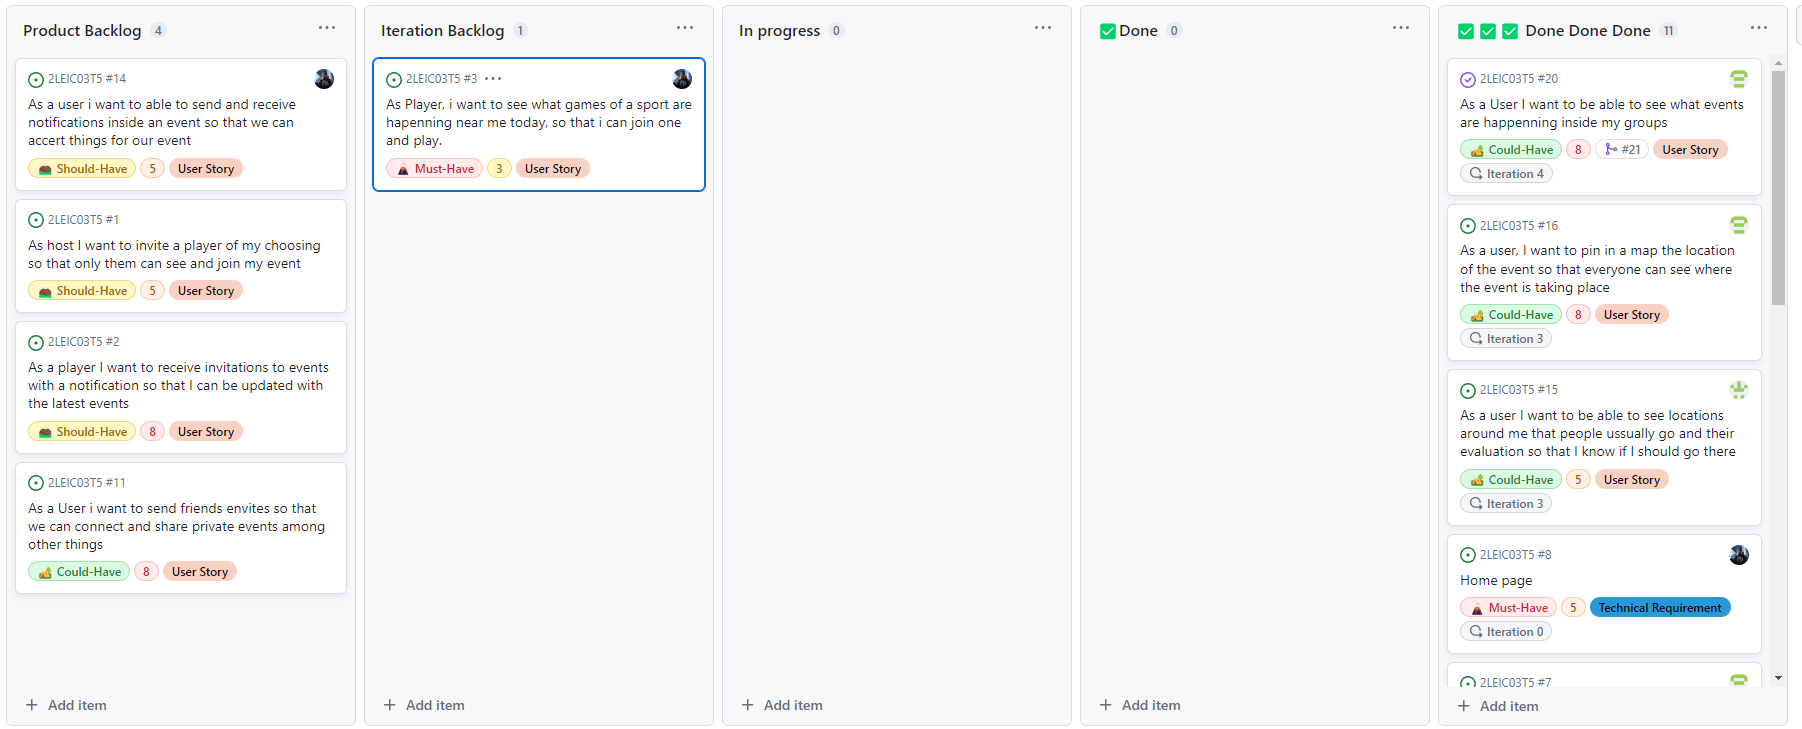 Product Backlog 4
2LEIC03T5 #14
As a user i want to able to send and receive
notifications inside an event so that we can
accert things for our event
Should-Have 5 User Story
2LEIC03T5 #1
As host I want to invite a player of my choosing
so that only them can see and join my event
Should-Have 5 User Story
2LEIC03T5 #2
As a player I want to receive invitations to events
with a notification so that I can be updated with
the latest events
Should-Have 8 User Story
2LEIC03T5 #11
As a User i want to send friends envites so that
we can connect and share private events among
other things
Could-Have 8 User Story
Add item
Iteration Backlog 1
2LEIC03T5 #3
As Player, i want to see what games of a sport are
hapenning near me today, so that i can join one
and play.
Must-Have 3 User Story
Add item
In progress 0
Add item
Done 0
Add item
Done Done Done 11
2LEIC03T5 #20
As a User I want to be able to see what events
are happenning inside my groups
Could-Have 8 #21 User Story
Iteration 4
2LEIC03T5 #16
As a user, I want to pin in a map the location
of the event so that everyone can see where
the event is taking place
Could-Have 8 User Story
Iteration 3
2LEIC03T5 #15
As a user I want to be able to see locations
around me that people ussually go and their
evaluation so that I know if I should go there
Could-Have 5 User Story
Iteration 3
2LEIC03T5 #8
Home page
Must-Have 5 Technical Requirement
Iteration 0
2LEIC03T5 #7
Add item